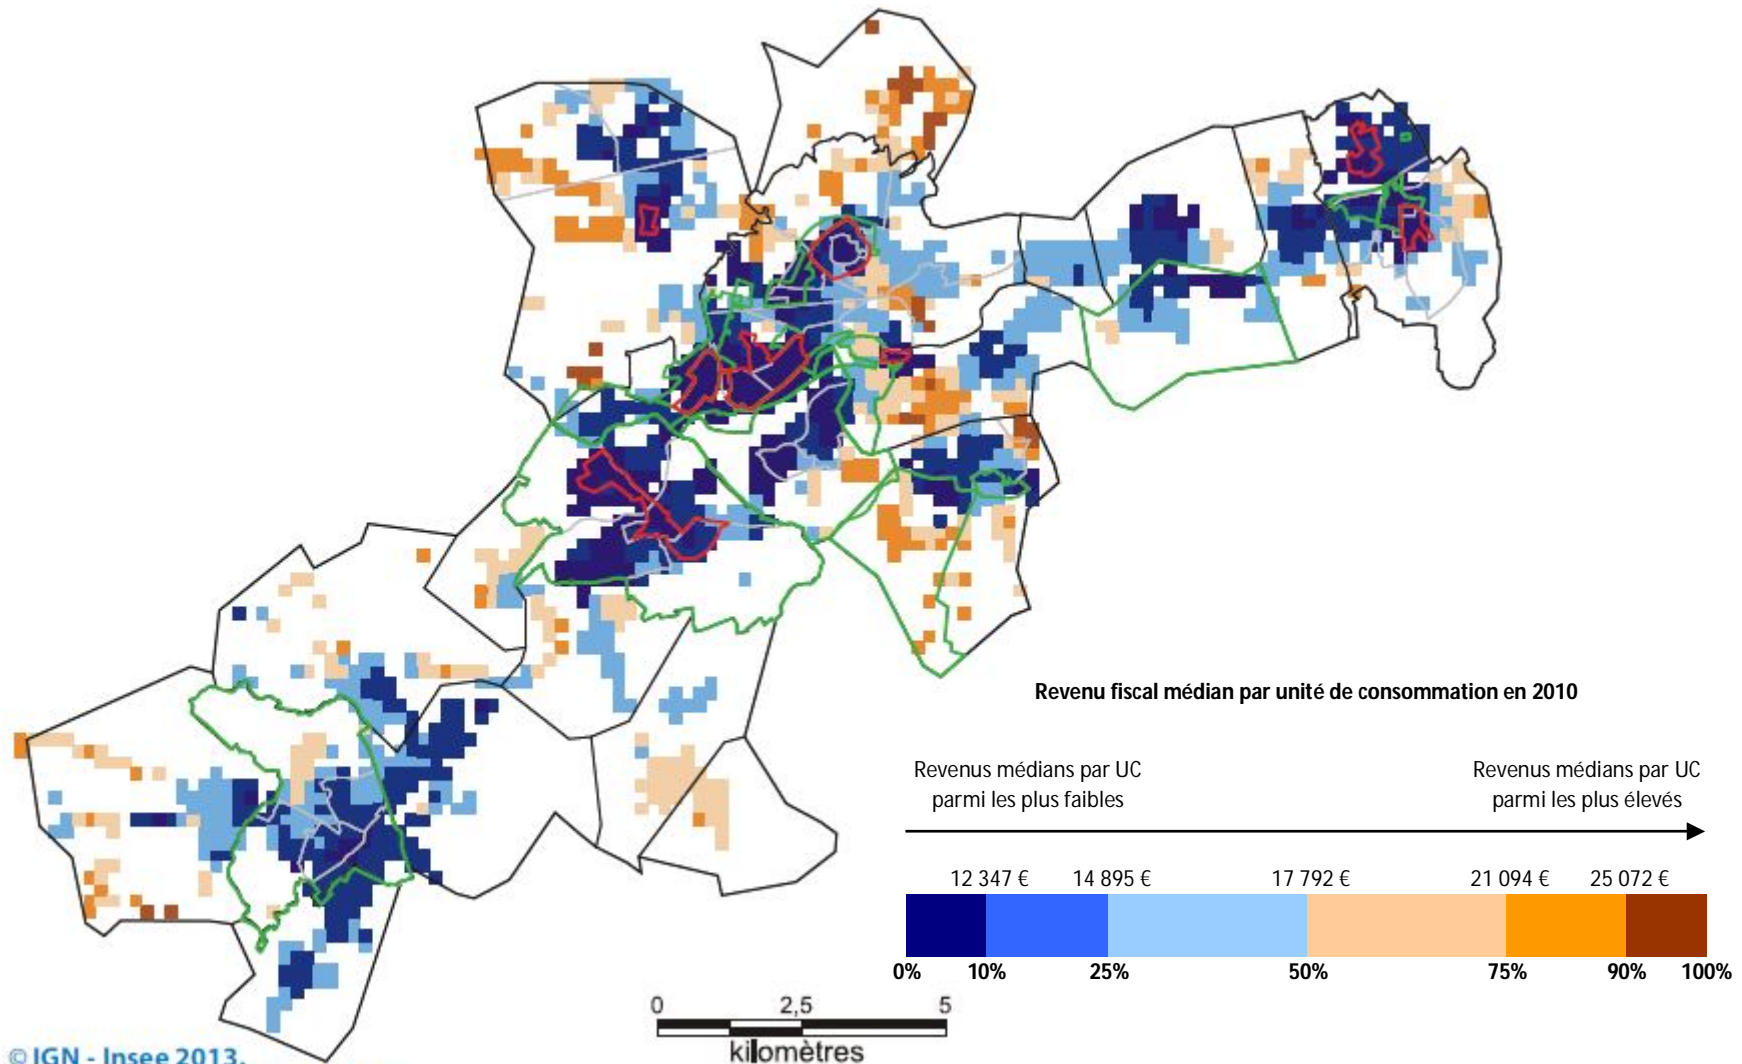 Revenu fiscal médian par unité de consommation en 2010
Revenus médians par UC
parmi les plus faibles
Revenus médians par UC
parmi les plus élevés
12 347 € 14 895 € 17 792 € 21 094 € 25 072 €
0% 10% 25% 50% 75% 90% 100%
0 2,5 5
kilomètres
© IGN - Insee 2013.